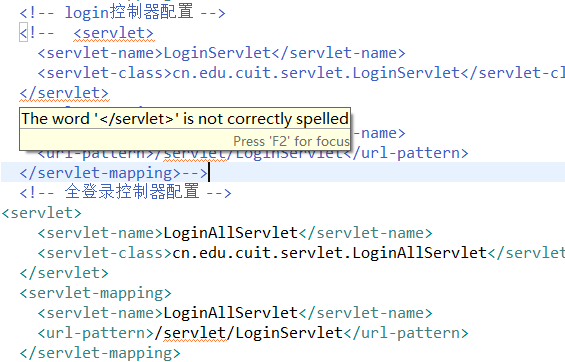 <!-- login控制器配置 -->
<!--  <servlet>
<servlet-name>LoginServlet</servlet-name>
<servlet-class>cn.edu.cuit.servlet.LoginServlet</servlet-cl
</servlet>
The word '</servlet>' is not correctly spelled
Press 'F2' for focus
name>
<url-pattern>/servlet/LoginServlet</url-pattern>
</servlet-mapping>-->
<!-- 全登录控制器配置 -->
<servlet>
<servlet-name>LoginAllServlet</servlet-name>
<servlet-class>cn.edu.cuit.servlet.LoginAllServlet</servlet
</servlet>
<servlet-mapping>
<servlet-name>LoginAllServlet</servlet-name>
<url-pattern>/servlet/LoginServlet</url-pattern>
</servlet-mapping>